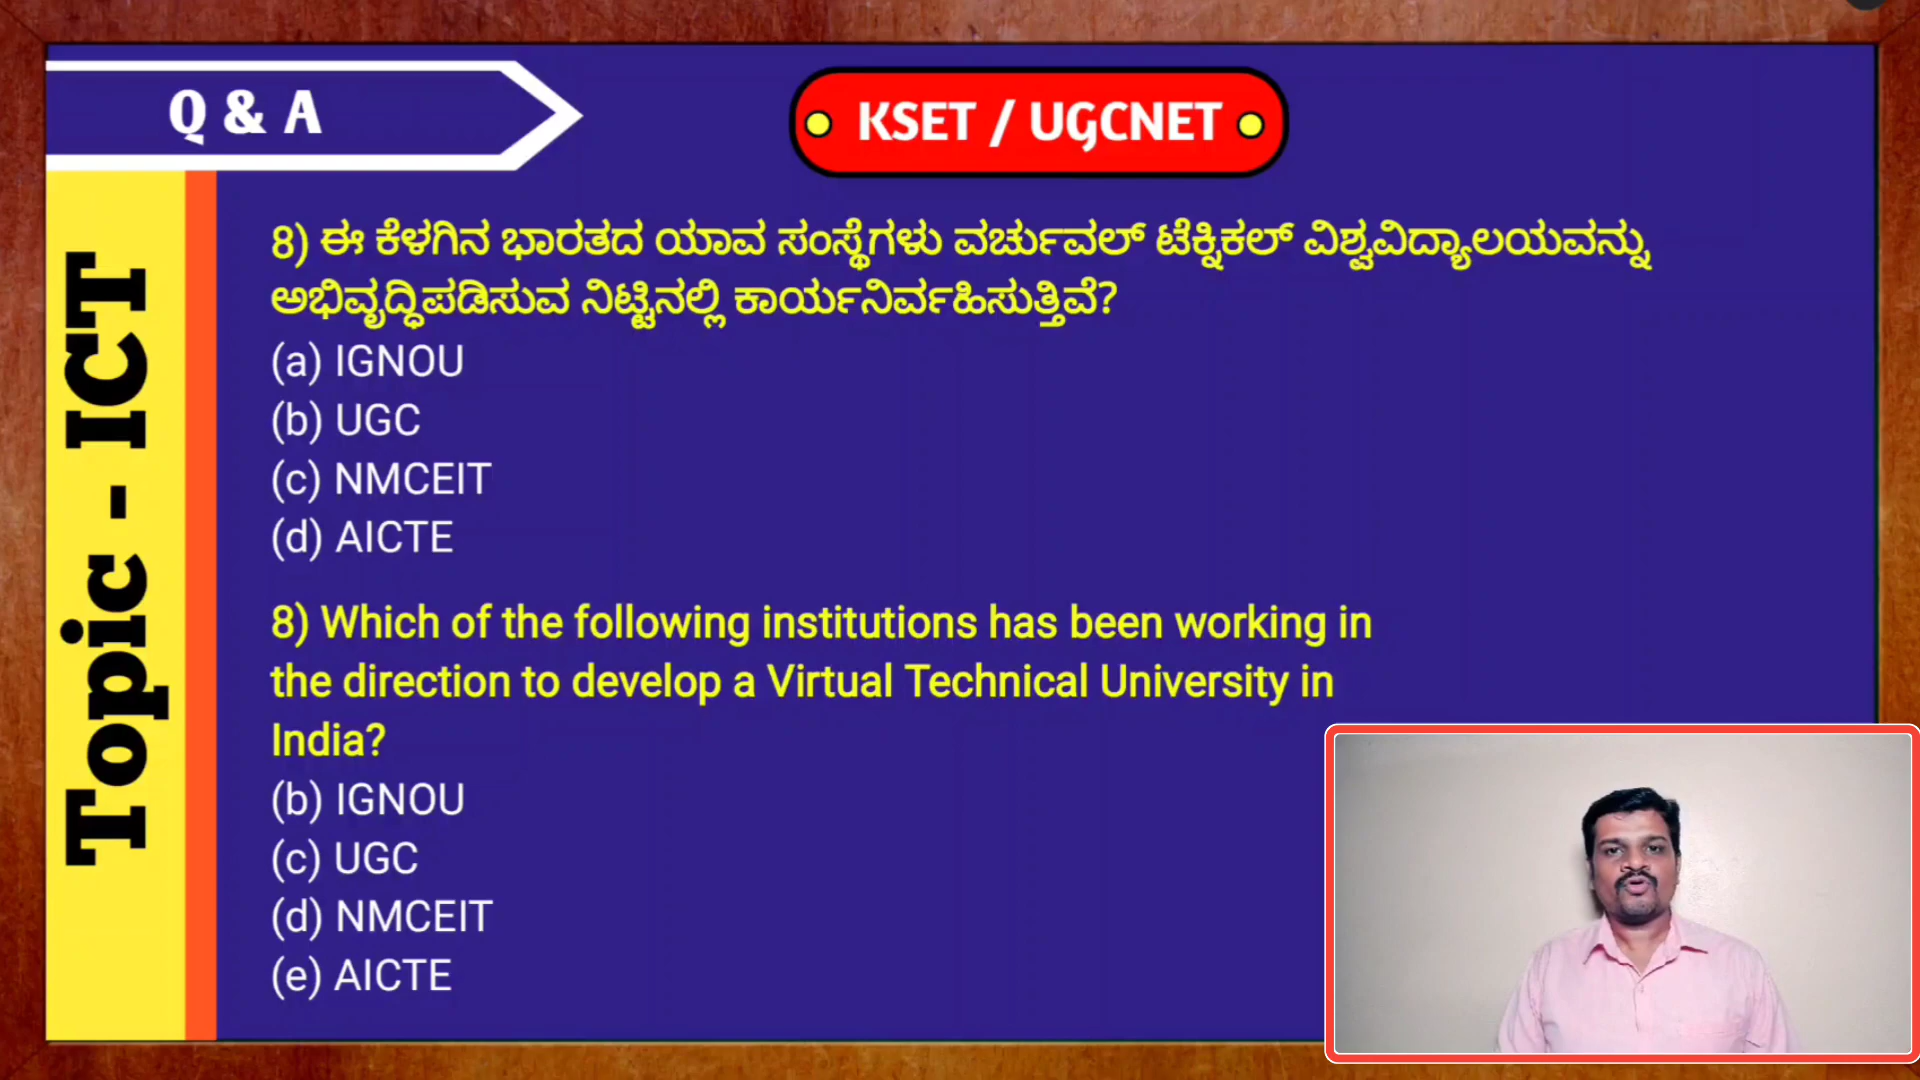 Q & A
KSET / UGCNET
Topic - ICT
8) ಈ ಕೆಳಗಿನ ಭಾರತದ ಯಾವ ಸಂಸ್ಥೆಗಳು ವರ್ಚುವಲ್ ಟೆಕ್ನಿಕಲ್ ವಿಶ್ವವಿದ್ಯಾಲಯವನ್ನು
ಅಭಿವೃದ್ಧಿಪಡಿಸುವ ನಿಟ್ಟಿನಲ್ಲಿ ಕಾರ್ಯನಿರ್ವಹಿಸುತ್ತಿವೆ?
(a) IGNOU
(b) UGC
(c) NMCEIT
(d) AICTE
8) Which of the following institutions has been working in
the direction to develop a Virtual Technical University in
India?
(b) IGNOU
(c) UGC
(d) NMCEIT
(e) AICTE